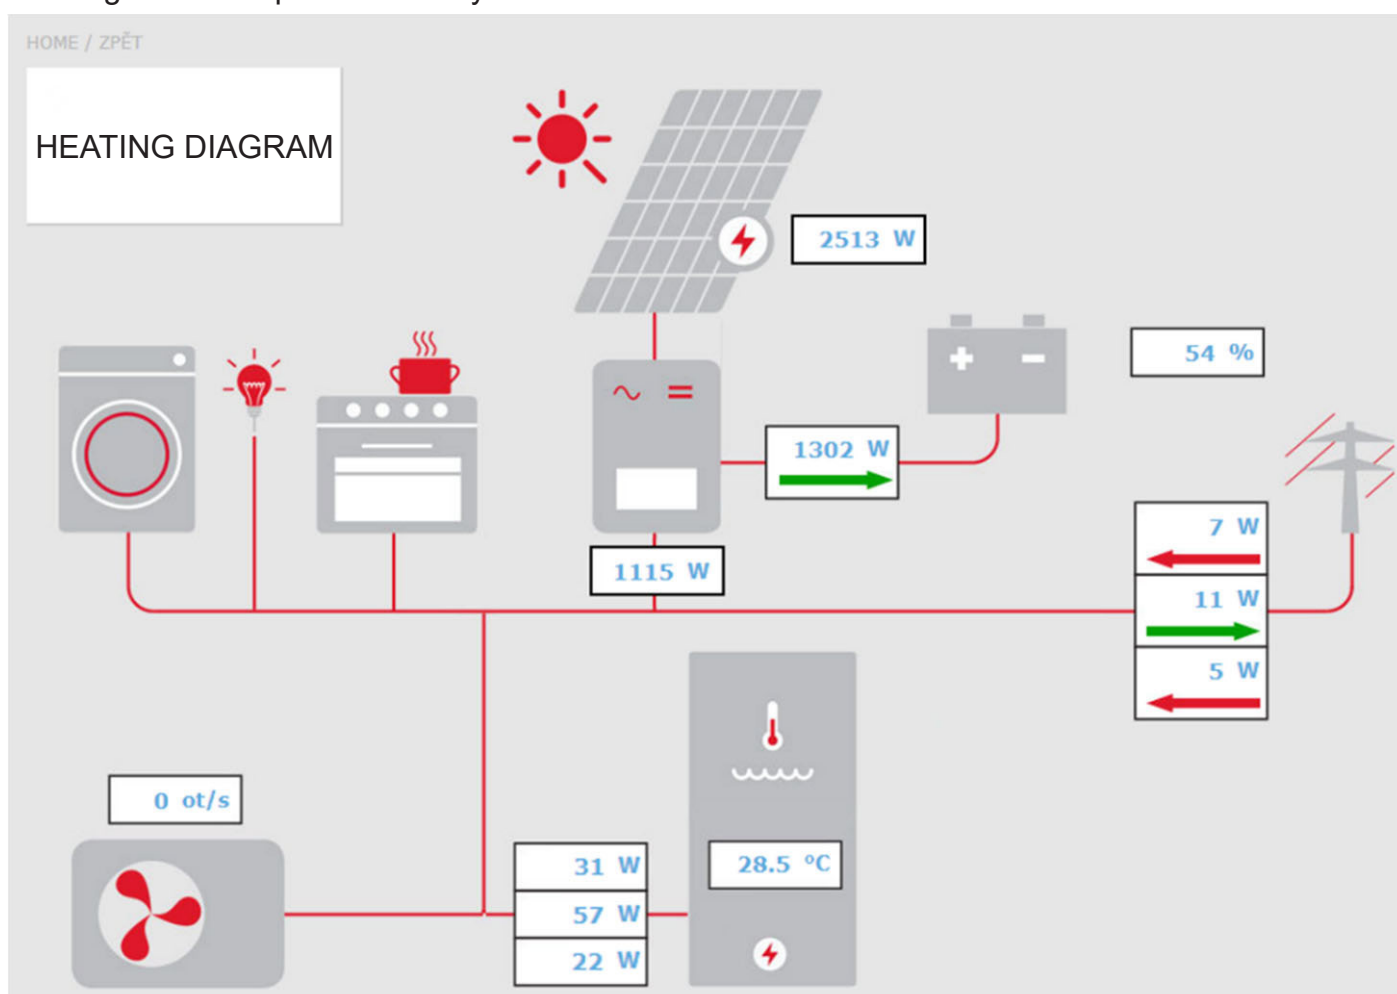 HOME / ZPĚT
HEATING DIAGRAM
2513 W
54 %
1302 W
7 W
1115 W
11 W
5 W
0 ot/s
31 W
28.5 °C
57 W
22 W